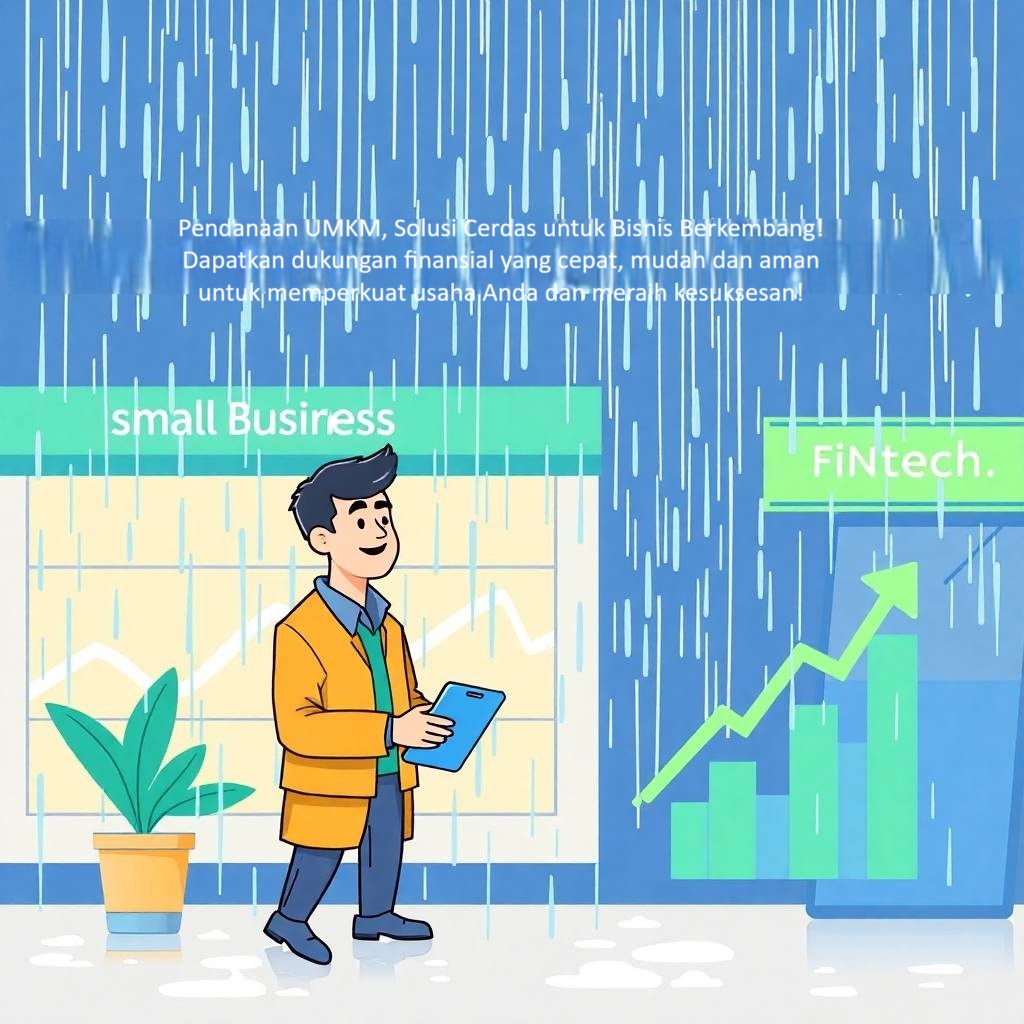 Pendanaan UMKM, Solusi Cerdas untuk Bisnis Berkembang!
Dapatkan dukungan finansial yang cepat, mudah dan aman
untuk memperkuat usaha Anda dan meraih kesuksesan!
small Busiress
FiNtech.